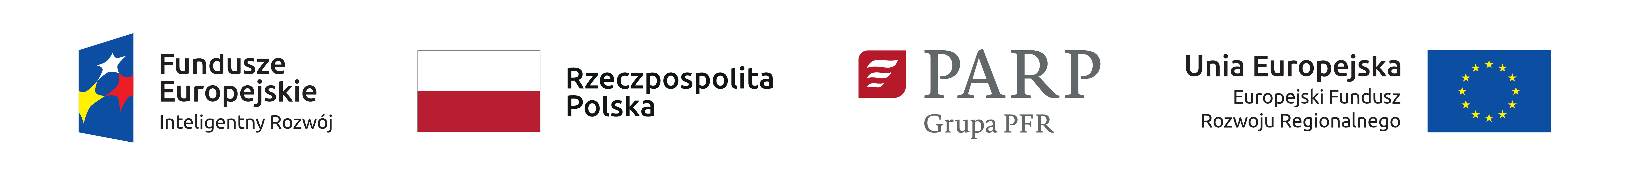 Fundusze
Europejskie
Inteligentny Rozwój
Rzeczpospolita
Polska
PARP
Grupa PFR
Unia Europejska
Europejski Fundusz
Rozwoju Regionalnego